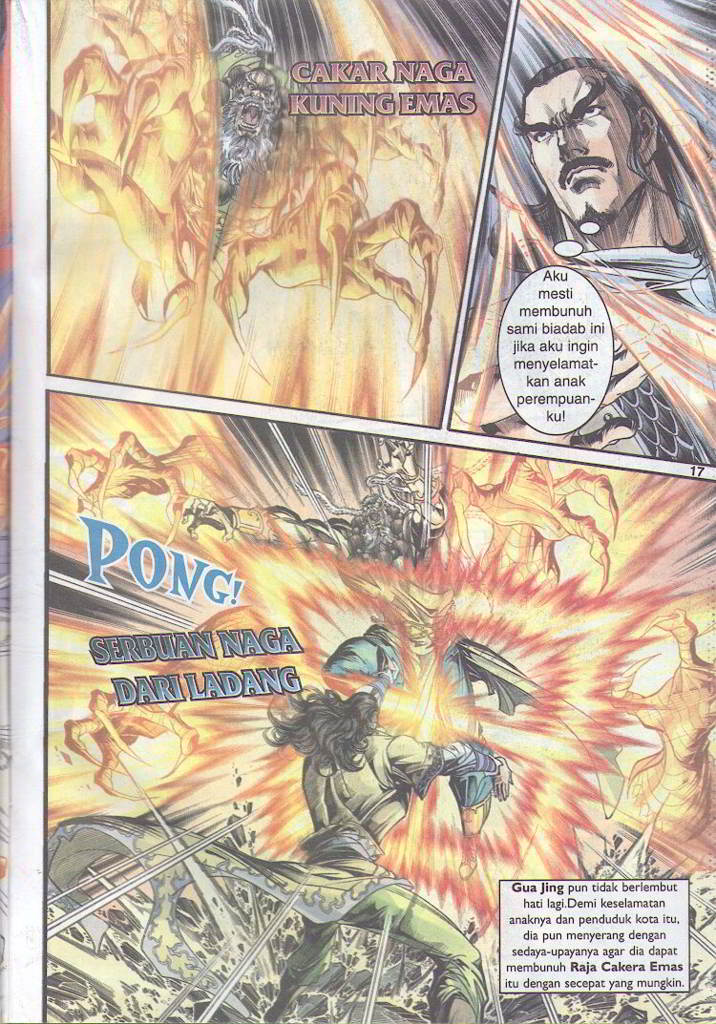 CAKAR NAGA
KUNING EMAS
Aku
mesti
membunuh
sami biadab ini
jika aku ingin
menyelamat-
kan anak
perempuan-
ku!
17
PONG!
SERBUAN NAGA
DARI LADANG
Gua Jing pun tidak berlembut
hati lagi.Demi keselamatan
anaknya dan penduduk kota itu,
dia pun menyerang dengan
sedaya-upayanya agar dia dapat
membunuh Raja Cakera Emas
itu dengan secepat yang mungkin.